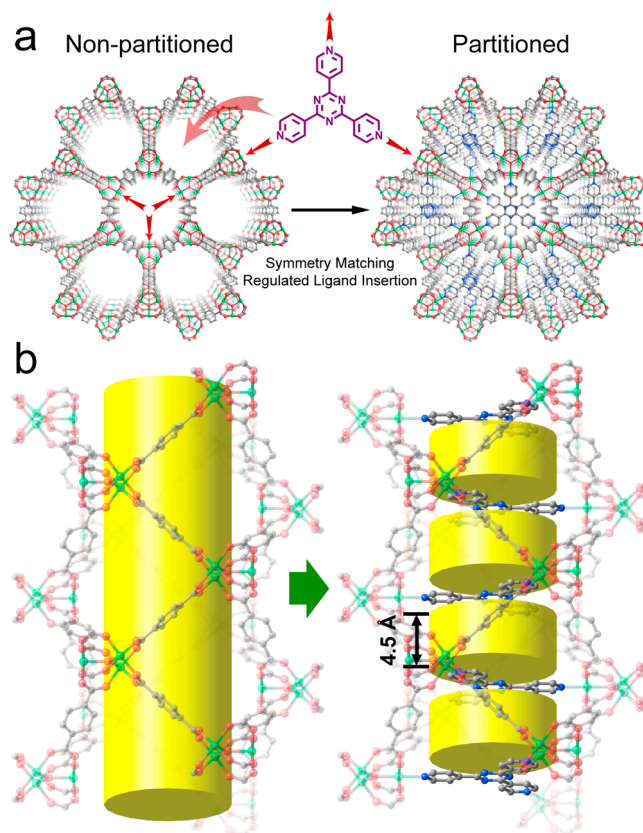 a
Non-partitioned
Partitioned
N
N
N
N
N
N
Symmetry Matching
Regulated Ligand Insertion
b
4.5 Å